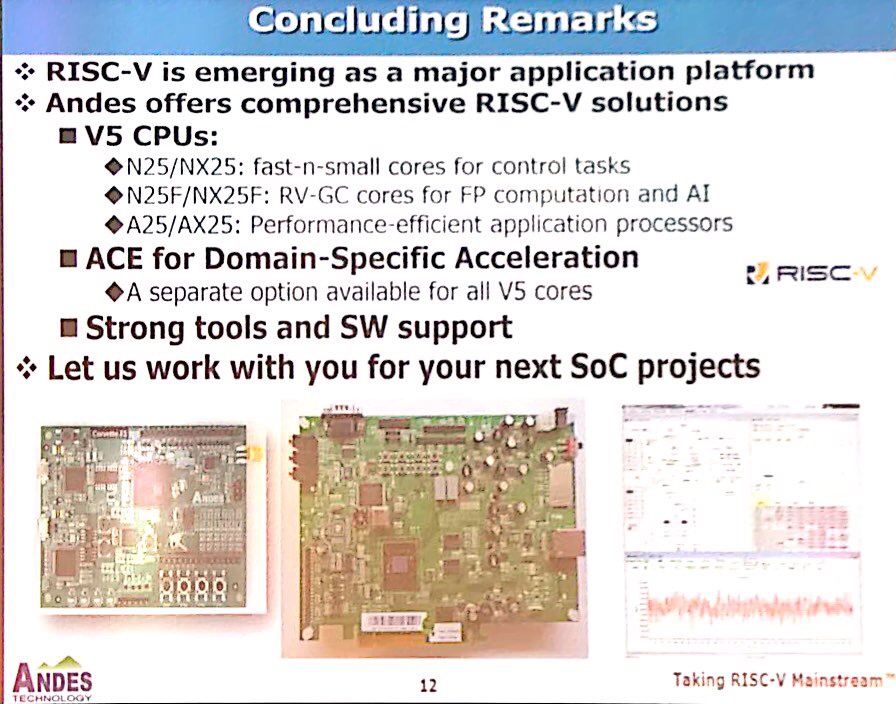 Concluding Remarks
❖ RISC-V is emerging as a major application platform
❖ Andes offers comprehensive RISC-V solutions
■ V5 CPUs:
◆N25/NX25: fast-n-small cores for control tasks
◆N25F/NX25F: RV-GC cores for FP computation and AI
◆A25/AX25: Performance-efficient application processors
■ ACE for Domain-Specific Acceleration
RISC-V
◆A separate option available for all V5 cores
■ Strong tools and SW support
❖ Let us work with you for your next SoC projects
Corvette F1
ANDES
ANDES
TECHNOLOGY
12
Taking RISC-V Mainstream™